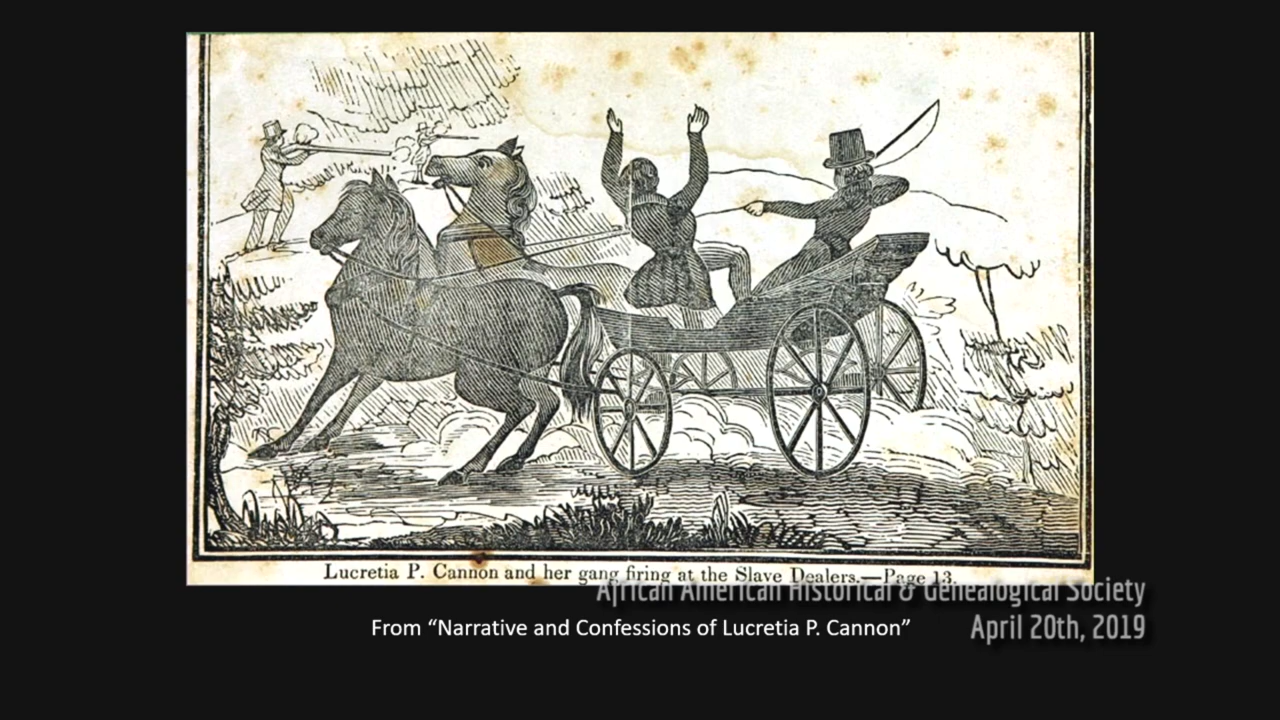 Lucretia P. Cannon and her gang firing at the Slave Dealers.—Page 13.
African American Historical & Genealogical Society
From “Narrative and Confessions of Lucretia P. Cannon”
April 20th, 2019